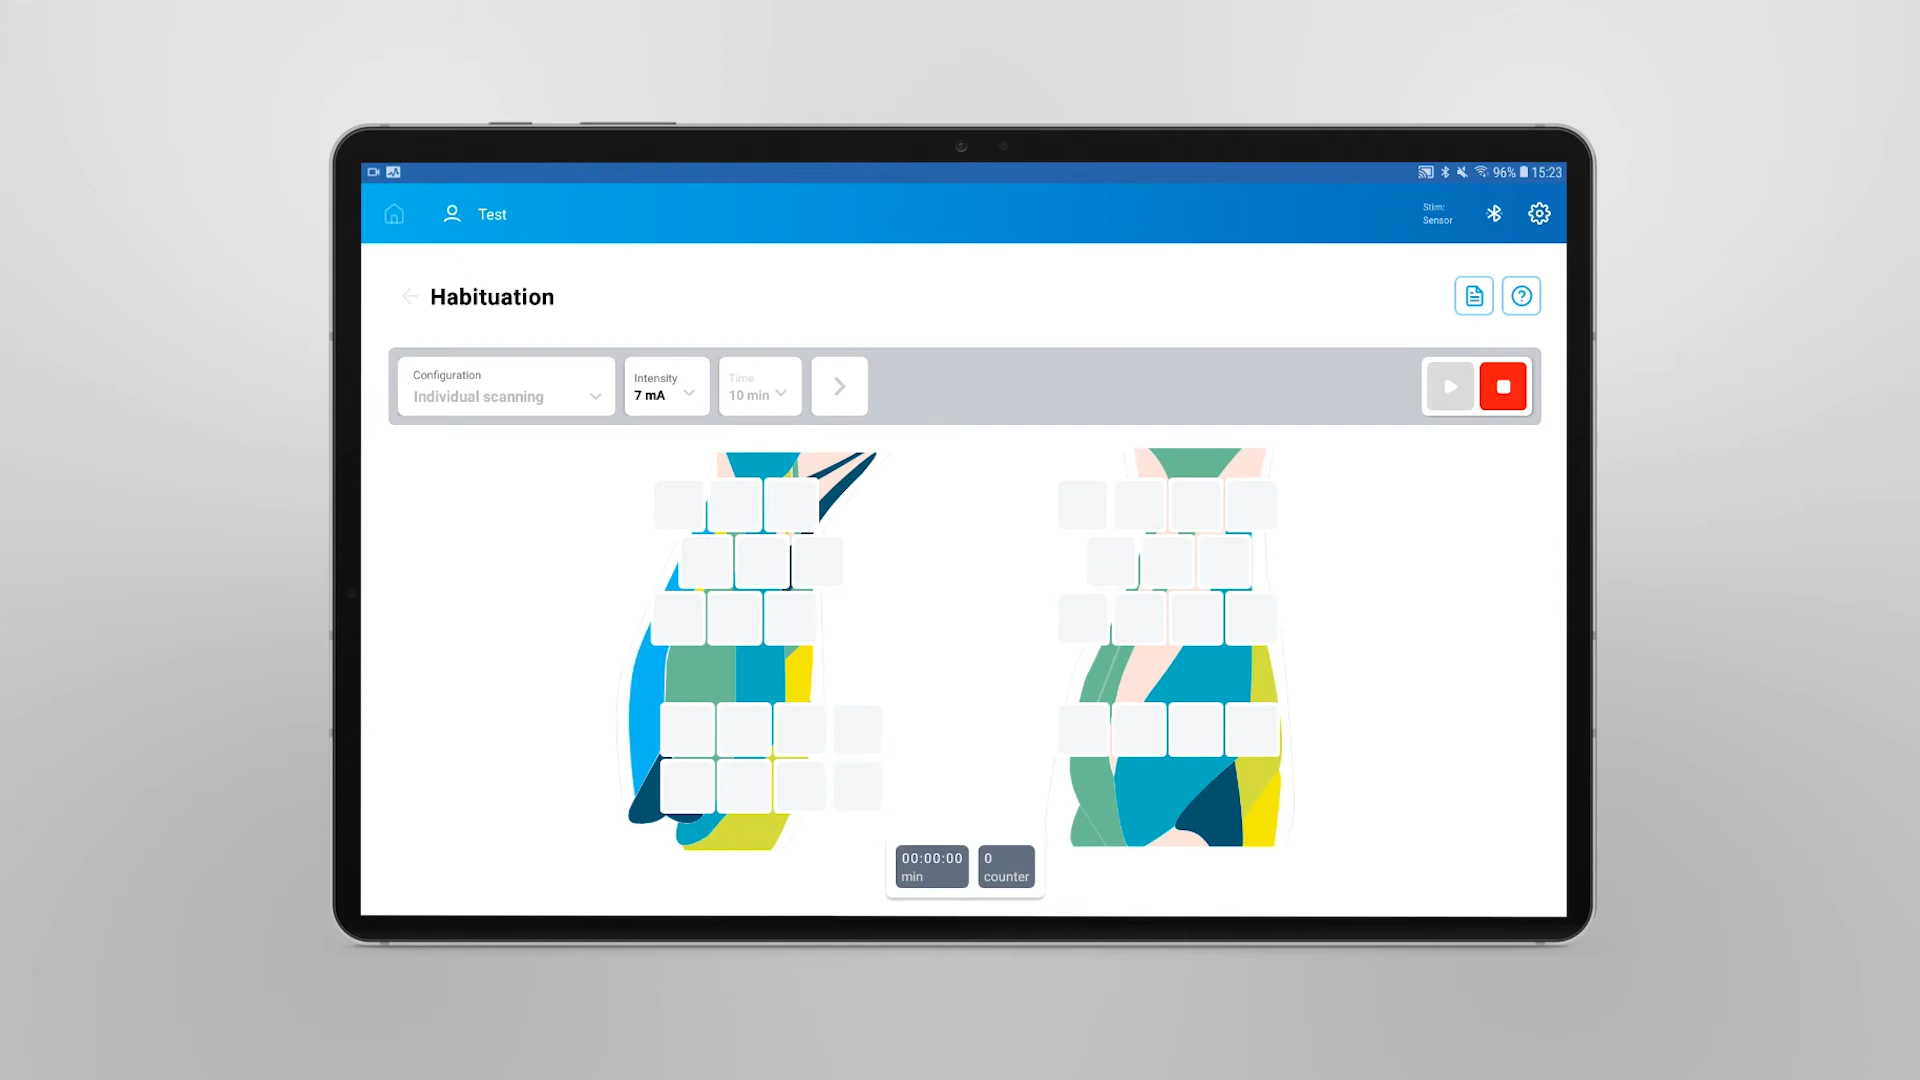 96% 15:23
Test
Stim:
Sensor
Habituation
Configuration
Individual scanning
Intensity
7 mA
Time
10 min
00:00:00
min
0
counter